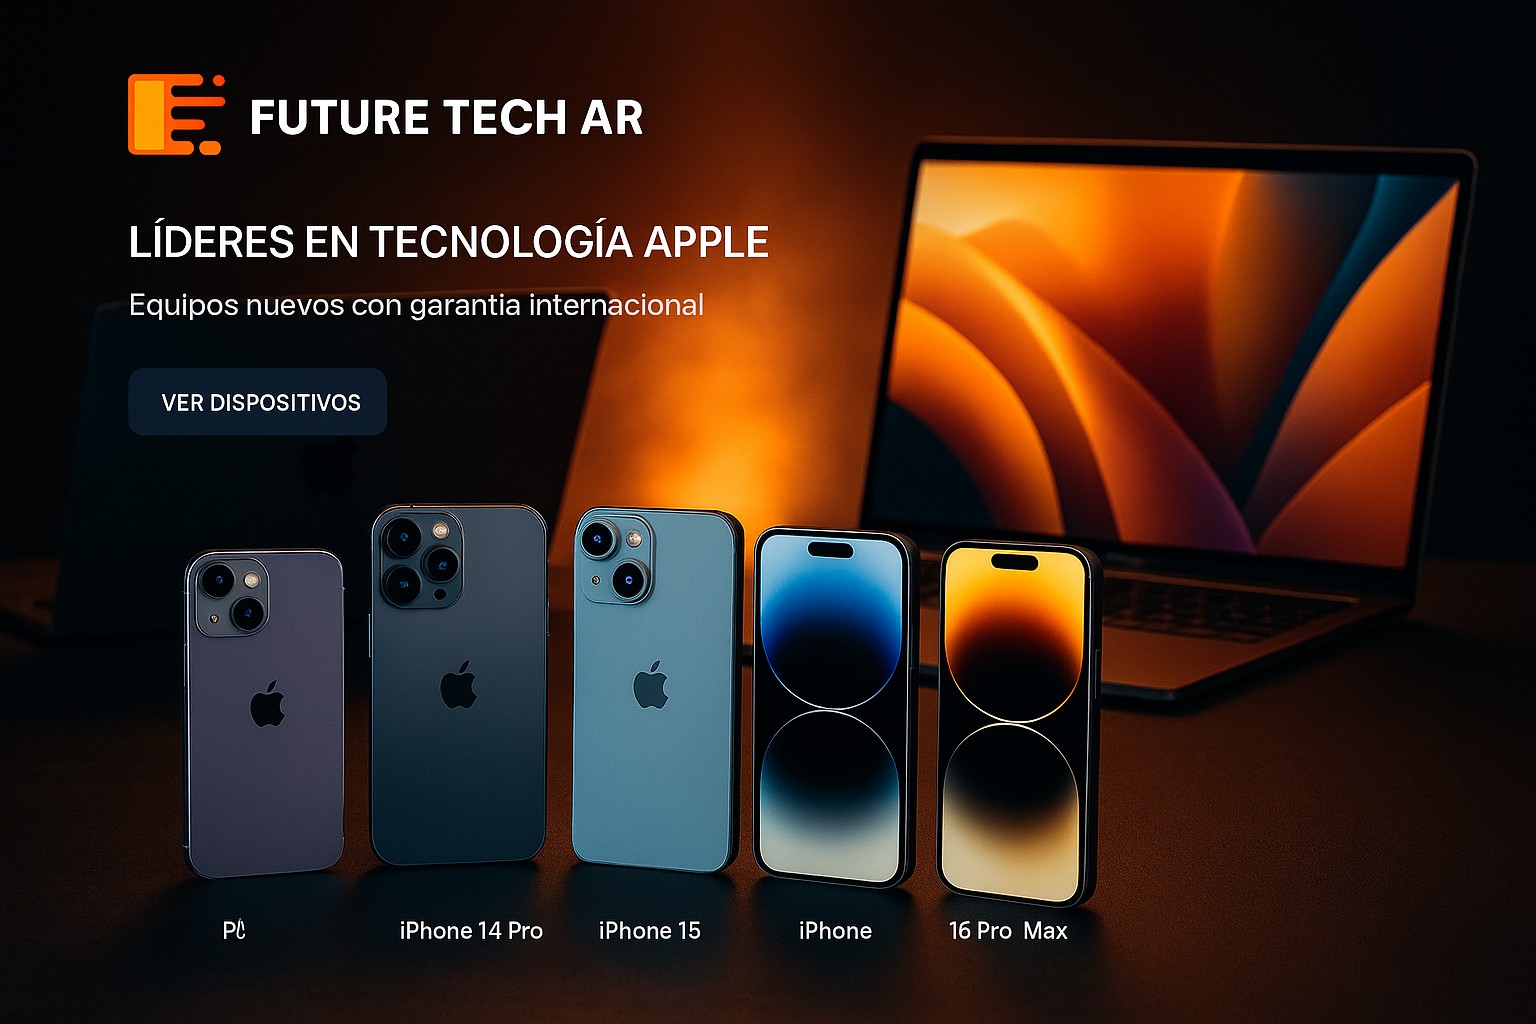 FUTURE TECH AR
LÍDERES EN TECNOLOGÍA APPLE
Equipos nuevos con garantia internacional
VER DISPOSITIVOS
iPhone 14 Pro
iPhone 15
iPhone
16 Pro Max